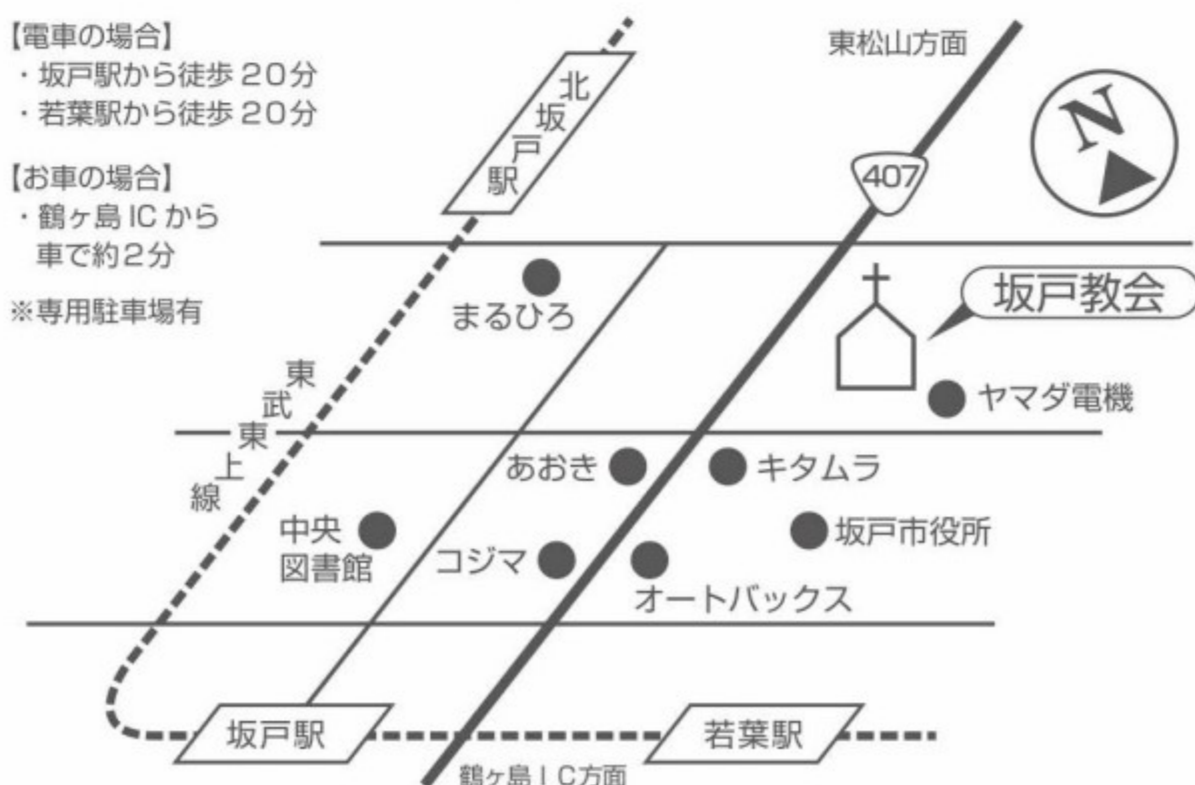 【電車の場合】
・坂戸駅から徒歩20分
・若葉駅から徒歩20分
【お車の場合】
・鶴ヶ島ICから
車で約2分
※専用駐車場有
北坂戸駅
東松山方面
N
407
坂戸教会
まるひろ
ヤマダ電機
東武東上線
あおき
キタムラ
中央
図書館
コジマ
坂戸市役所
オートバックス
坂戸駅
若葉駅
鶴ヶ島IC方面